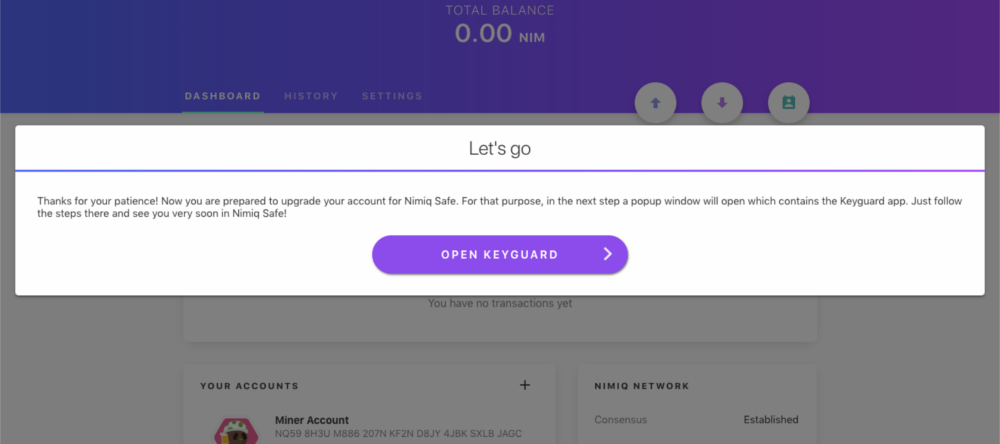 TOTAL BALANCE
0.00 NIM
DASHBOARD HISTORY SETTINGS
Let's go
Thanks for your patience! Now you are prepared to upgrade your account for Nimiq Safe. For that purpose, in the next step a popup window will open which contains the Keyguard app. Just follow
the steps there and see you very soon in Nimiq Safe!
OPEN KEYGUARD
You have no transactions yet
YOUR ACCOUNTS
Miner Account
NQ59 8H3U M886 207N KF2N D8JY 4JBK SXLB JAGC
NIMIQ NETWORK
Consensus Established